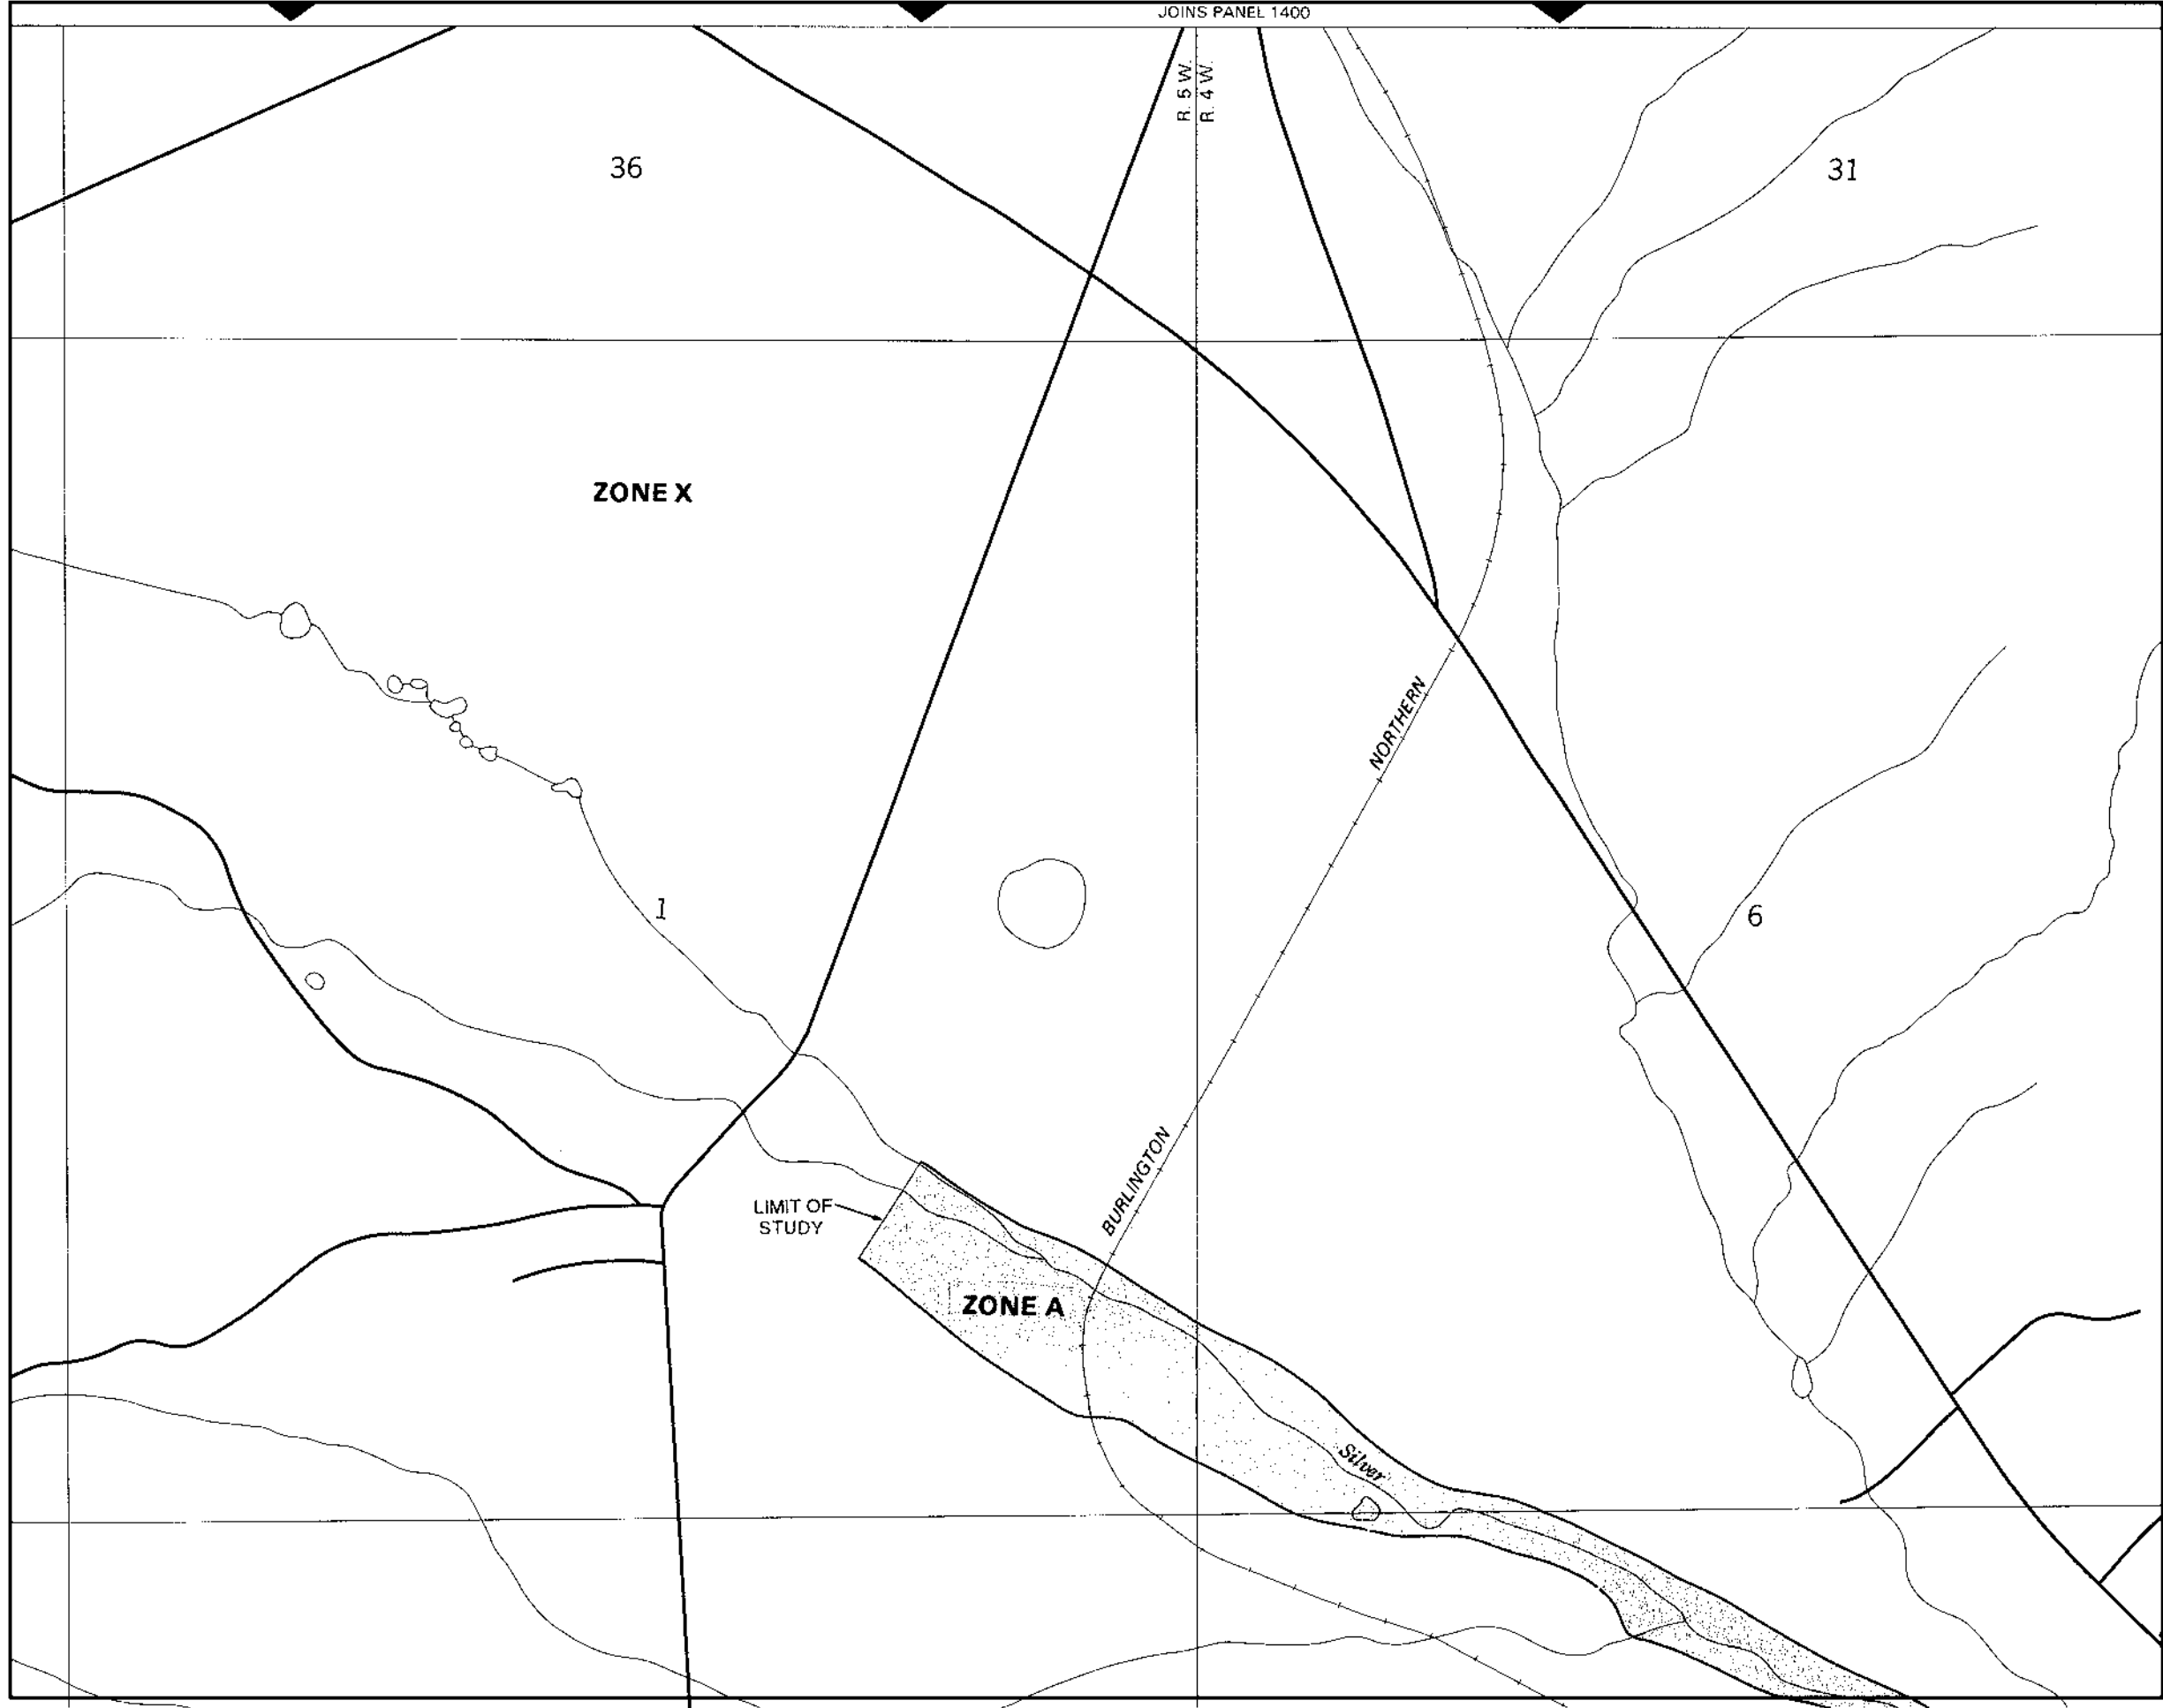 JOINS PANEL 1400
R. 5 W.
R. 4 W.
36
31
ZONE X
NORTHERN
1
6
BURLINGTON
LIMIT OF
STUDY
ZONE A
Silver